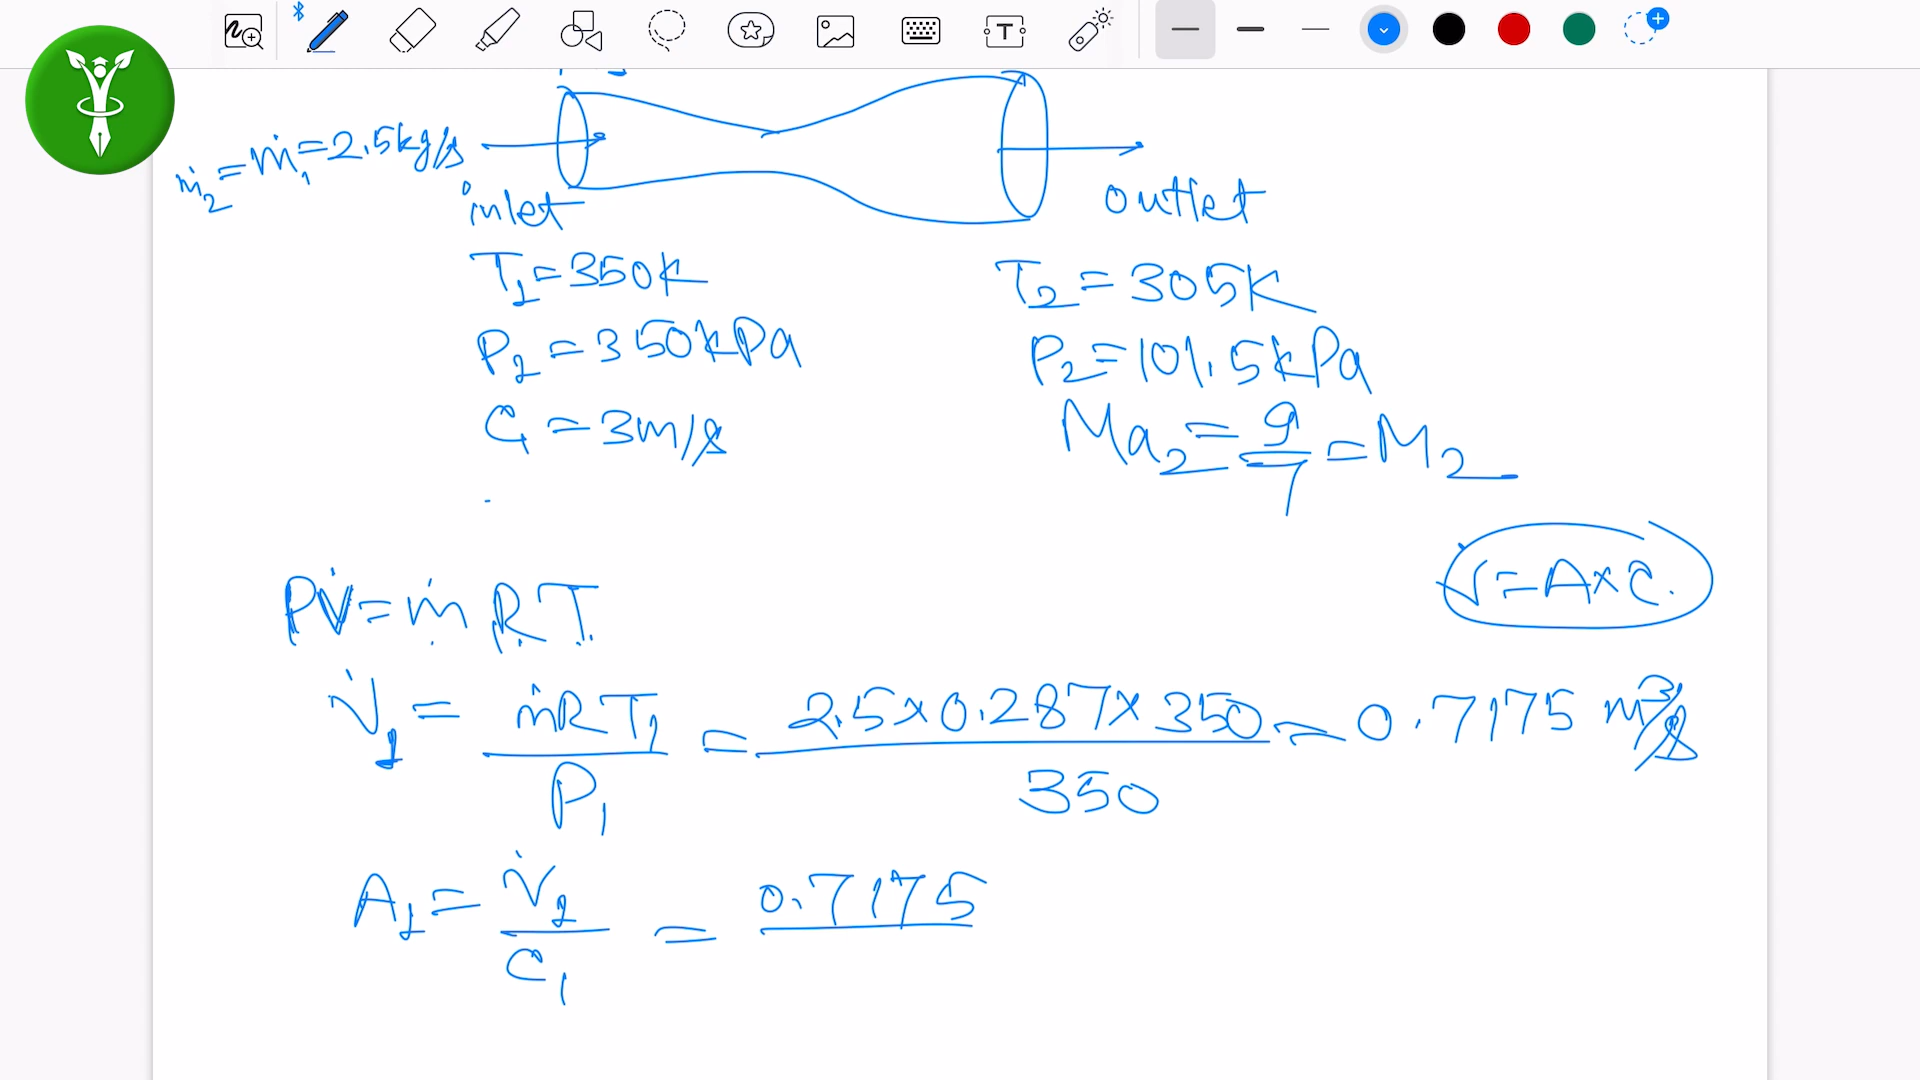 ṁ₂ = ṁ₁ = 2.5kg/s
inlet
outlet
T₁ = 350K
T₂ = 305K
P₁ = 350kPa
P₂ = 101.5kPa
C₁ = 3m/s
Ma₂ = 9/7 = M₂
V̇ = A×C.
PV̇ = ṁRT
V̇₁ = ṁRT₁/P₁ = 2.5×0.287×350/350 = 0.7175 m³/s
A₁ = V̇₁/C₁ = 0.7175